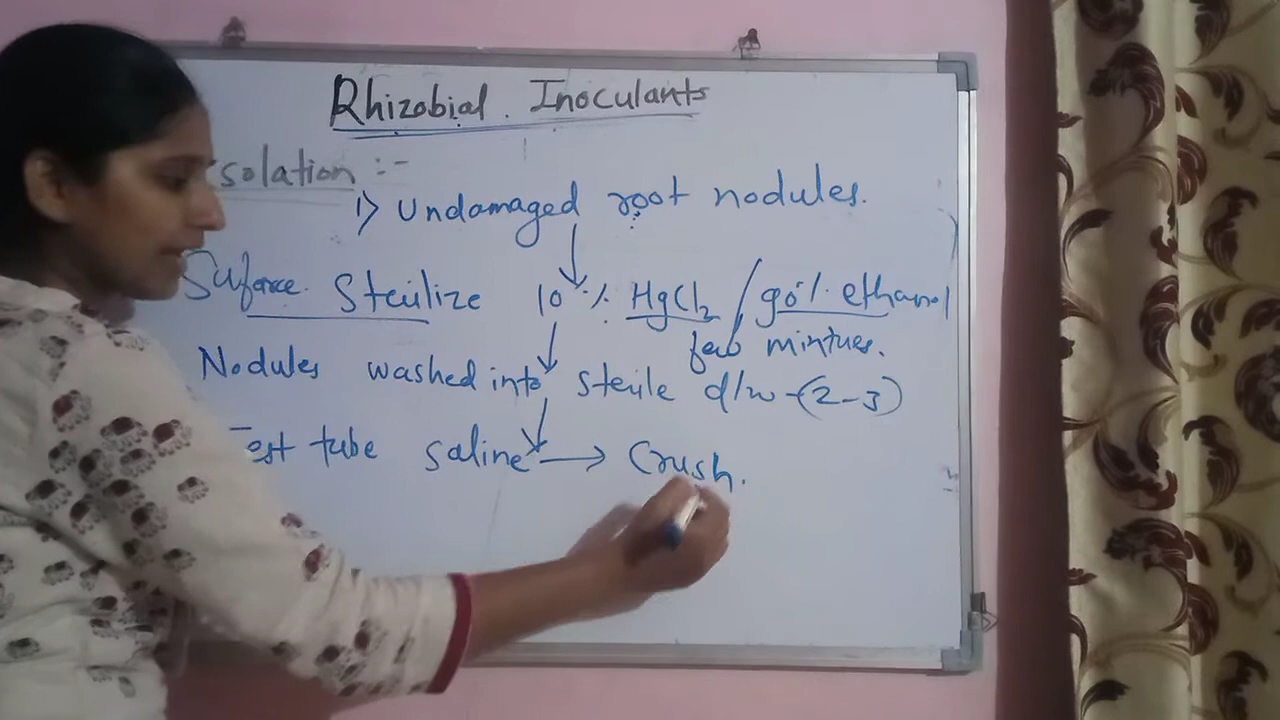 Rhizobial Inoculants
solation :-
1) Undamaged root nodules.
Surface Sterilize 10% HgCl2 / 90% ethanol
few mintues.
Nodules washed into sterile d/w - (2-3)
Test tube saline → Crush.